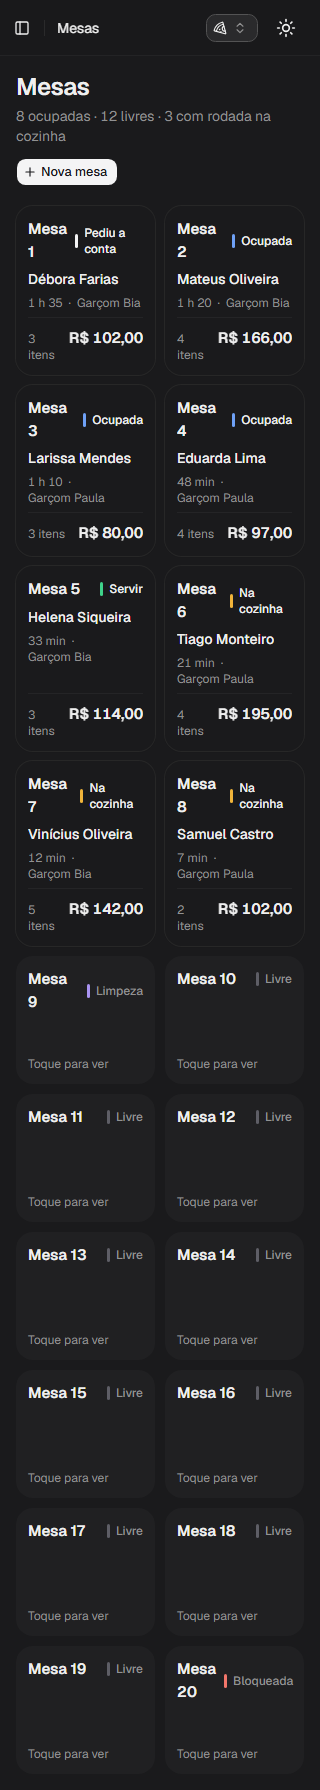 Mesas
Mesas
8 ocupadas · 12 livres · 3 com rodada na
cozinha
+ Nova mesa
Mesa
1
Pediu a
conta
Débora Farias
1 h 35 · Garçom Bia
3
itens
R$ 102,00
Mesa
2
Ocupada
Mateus Oliveira
1 h 20 · Garçom Bia
4
itens
R$ 166,00
Mesa
3
Ocupada
Larissa Mendes
1 h 10 ·
Garçom Paula
3 itens
R$ 80,00
Mesa
4
Ocupada
Eduarda Lima
48 min ·
Garçom Paula
4 itens
R$ 97,00
Mesa 5
Servir
Helena Siqueira
33 min ·
Garçom Bia
3
itens
R$ 114,00
Mesa
6
Na
cozinha
Tiago Monteiro
21 min ·
Garçom Paula
4
itens
R$ 195,00
Mesa
7
Na
cozinha
Vinícius Oliveira
12 min ·
Garçom Bia
5
itens
R$ 142,00
Mesa
8
Na
cozinha
Samuel Castro
7 min ·
Garçom Paula
2
itens
R$ 102,00
Mesa
9
Limpeza
Toque para ver
Mesa 10
Livre
Toque para ver
Mesa 11
Livre
Toque para ver
Mesa 12
Livre
Toque para ver
Mesa 13
Livre
Toque para ver
Mesa 14
Livre
Toque para ver
Mesa 15
Livre
Toque para ver
Mesa 16
Livre
Toque para ver
Mesa 17
Livre
Toque para ver
Mesa 18
Livre
Toque para ver
Mesa 19
Livre
Toque para ver
Mesa
20
Bloqueada
Toque para ver